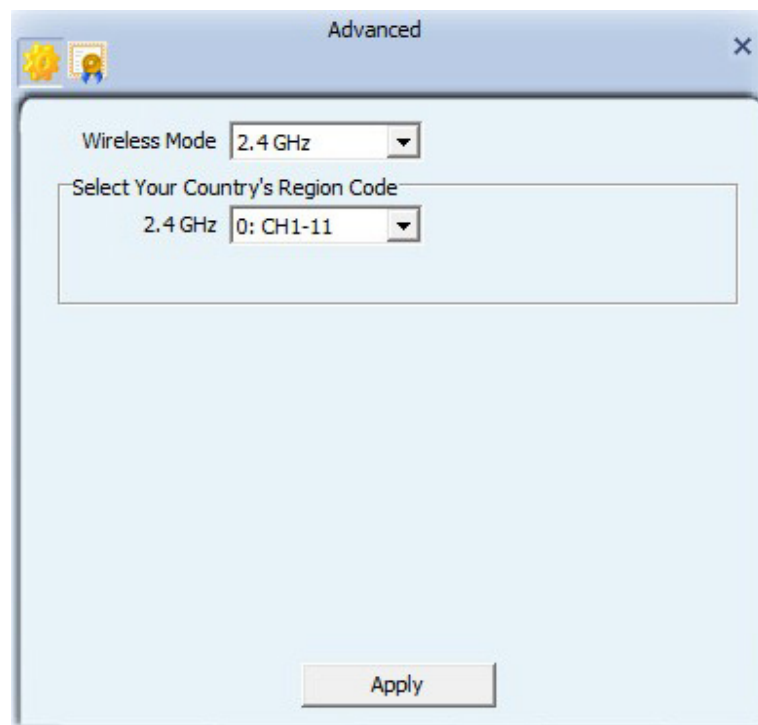 Advanced
Wireless Mode 2.4 GHz
Select Your Country's Region Code
2.4 GHz 0: CH1-11
Apply